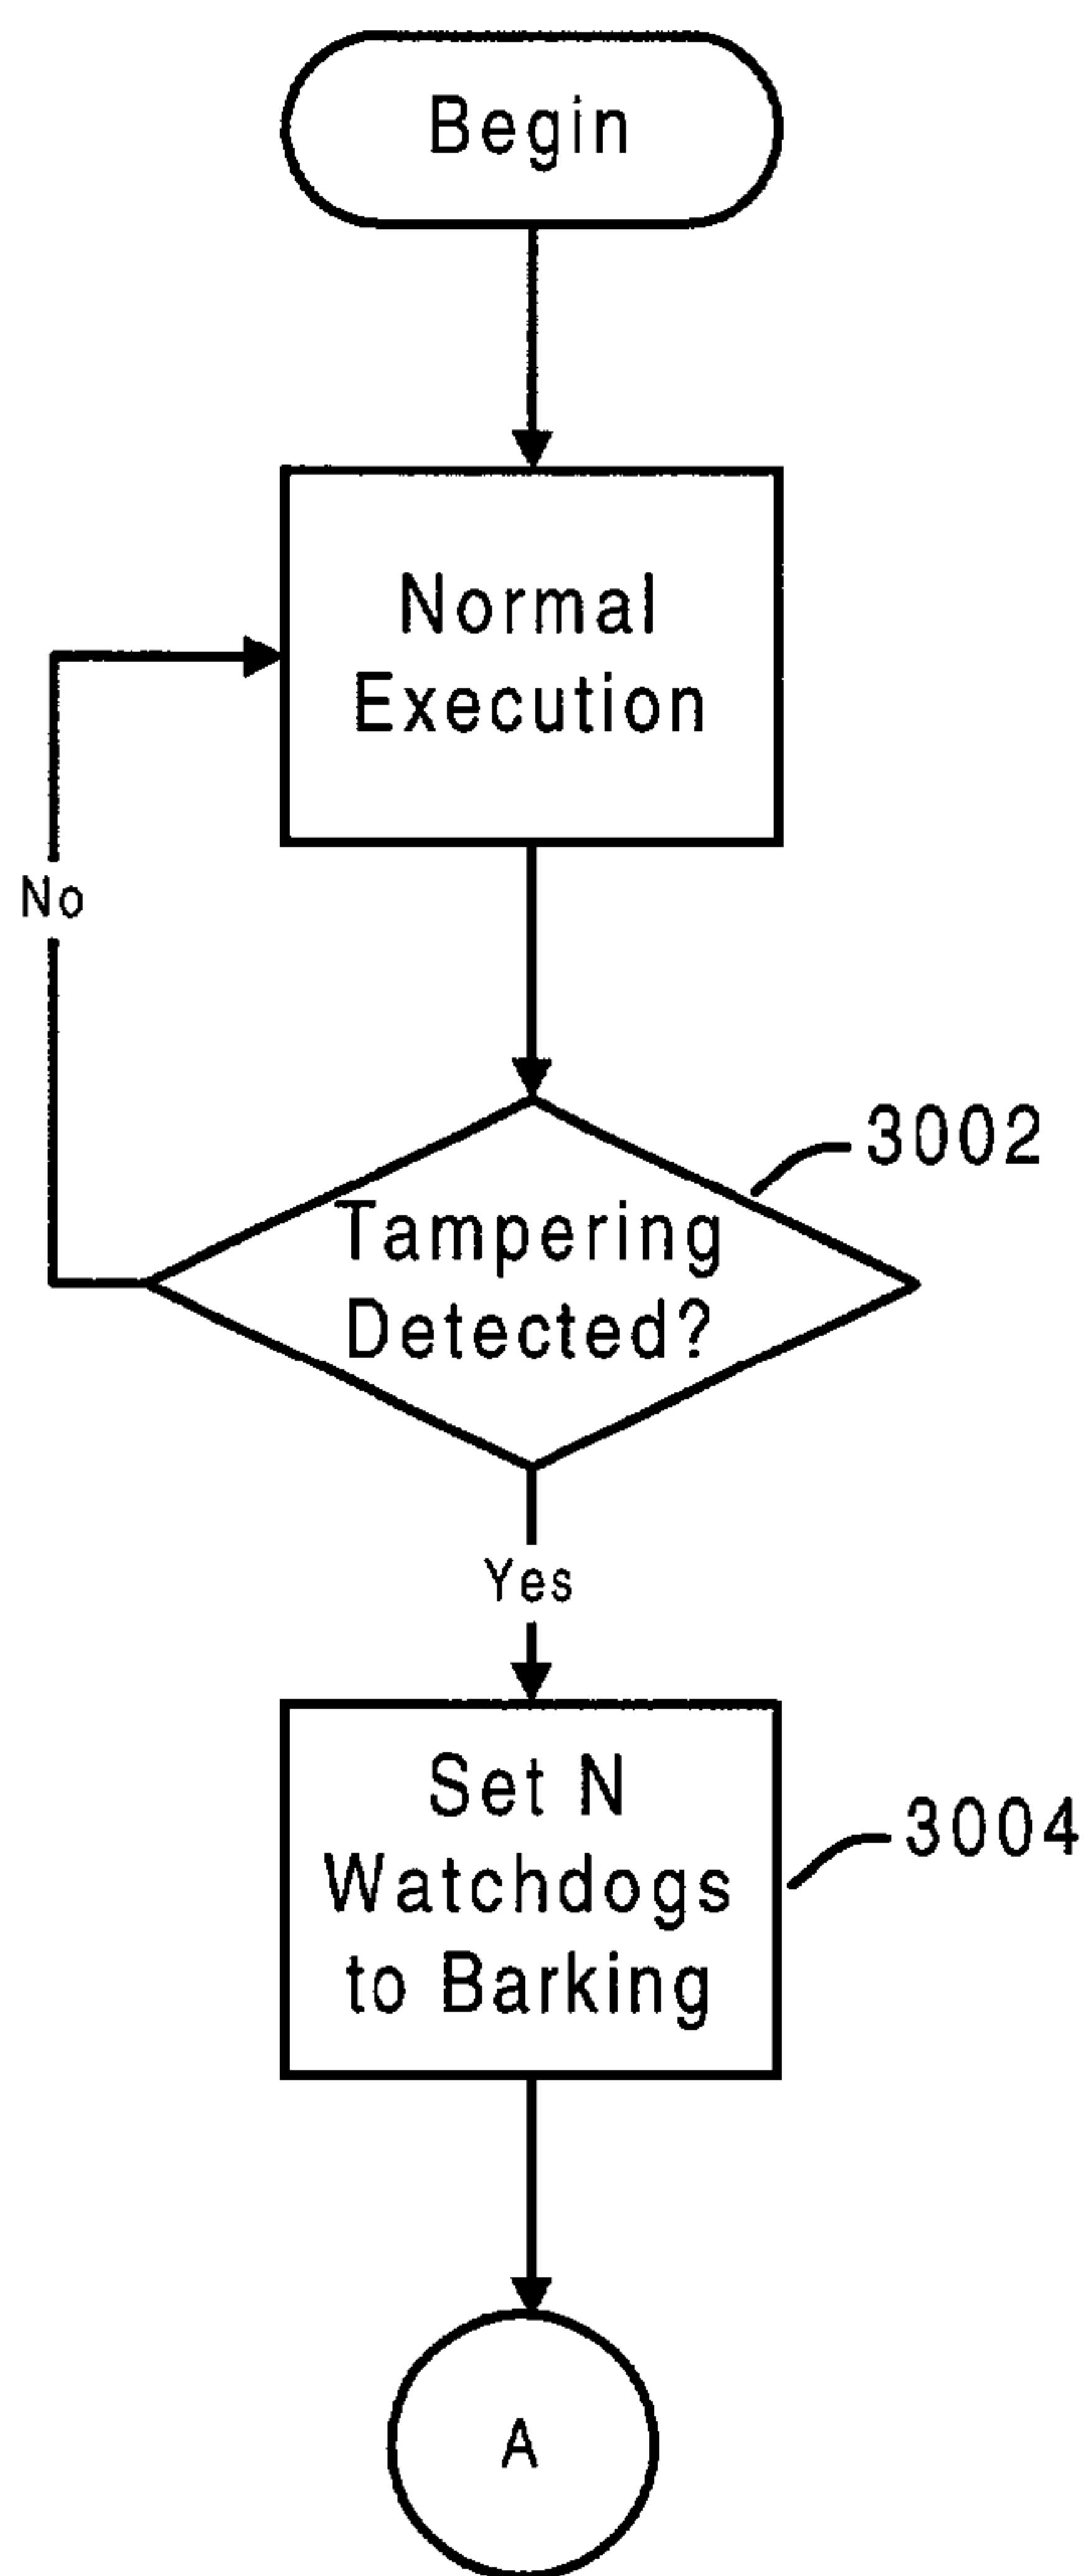 Begin
Normal
Execution
No
3002
Tampering
Detected?
Yes
Set N
Watchdogs
to Barking
3004
A